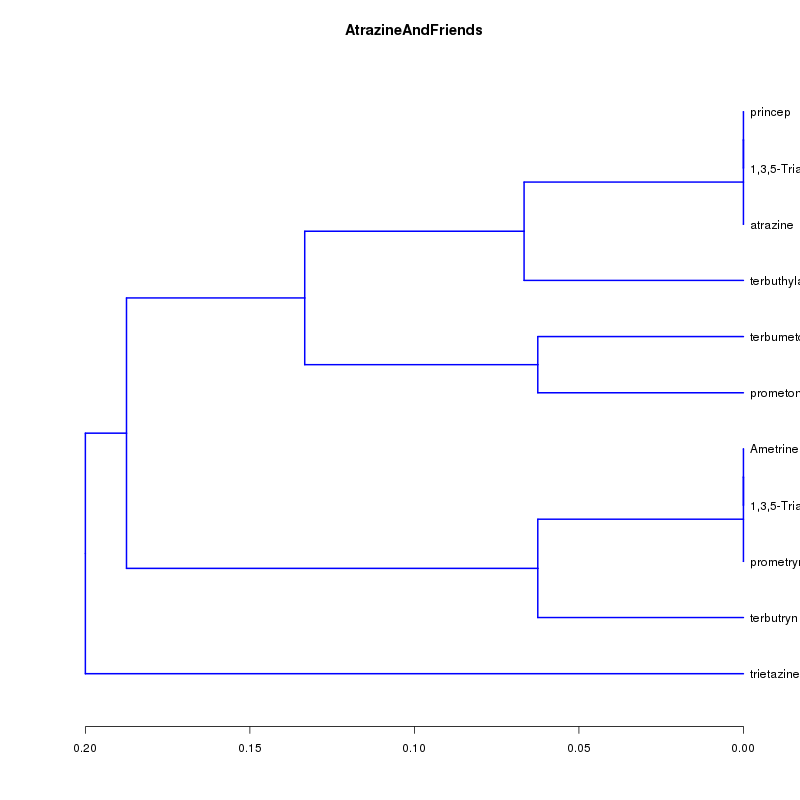 AtrazineAndFriends
princep
1,3,5-Tria
atrazine
terbuthyla
terbumeto
prometon
Ametrine
1,3,5-Tria
prometryn
terbutryn
trietazine
0.20 0.15 0.10 0.05 0.00